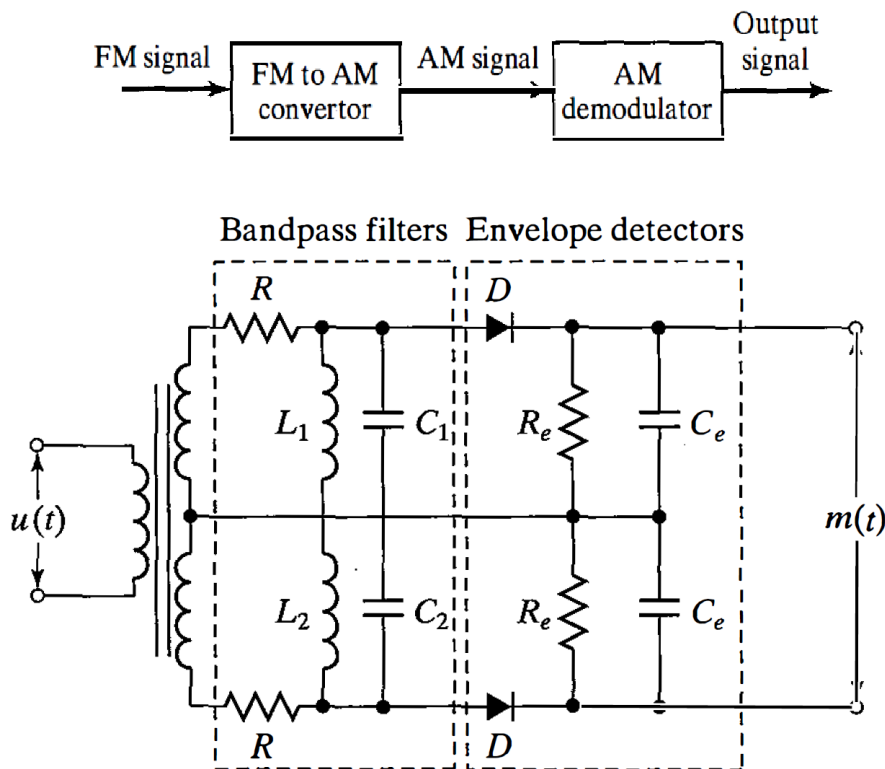 FM signal
FM to AM
convertor
AM signal
AM
demodulator
Output
signal
Bandpass filters
Envelope detectors
R
D
L₁
C₁
Rₑ
Cₑ
u(t)
m(t)
L₂
C₂
Rₑ
Cₑ
R
D